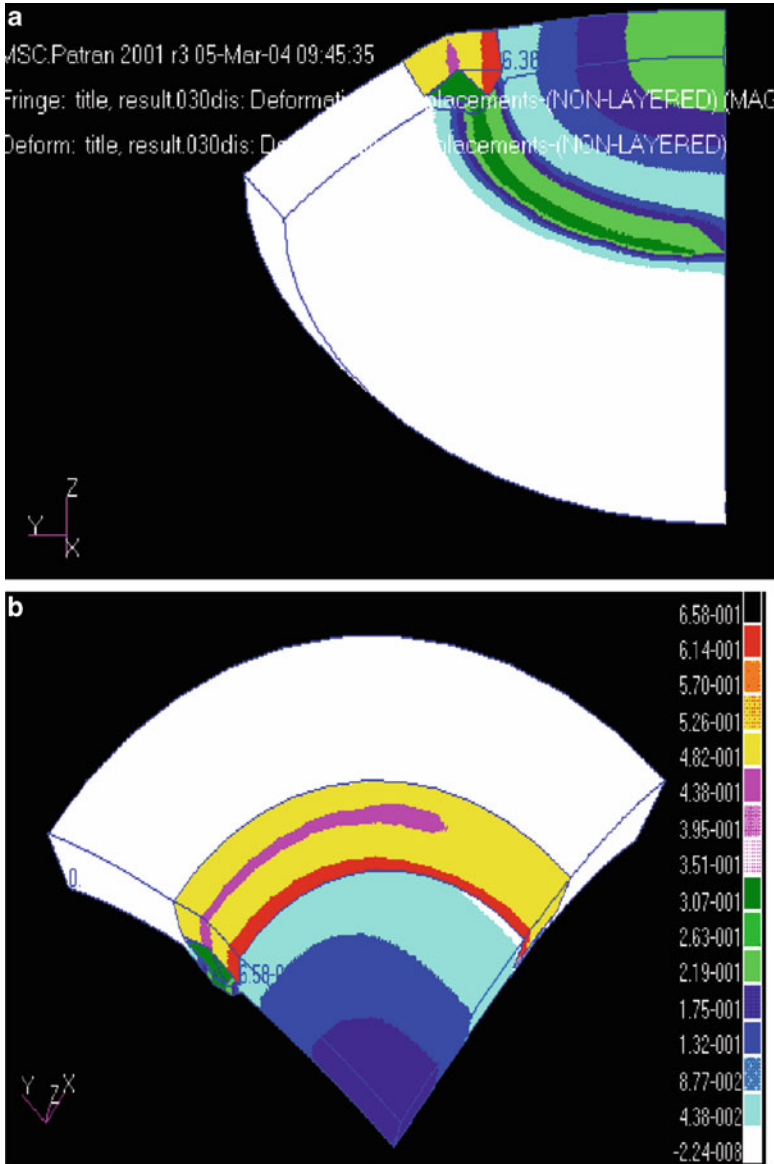 a
MSC.Patran 2001 r3 05-Mar-04 09:45:35
6.38
Fringe: title, result.030dis: (NON-LAYERED) (MAG
Deform: title, result.030dis: (NON-LAYERED)
Z
Y
X
b
6.58-001
6.14-001
5.70-001
5.26-001
4.82-001
4.38-001
3.95-001
3.51-001
3.07-001
2.63-001
2.19-001
1.75-001
1.32-001
8.77-002
4.38-002
-2.24-008
0.
6.58-0
Y Z X